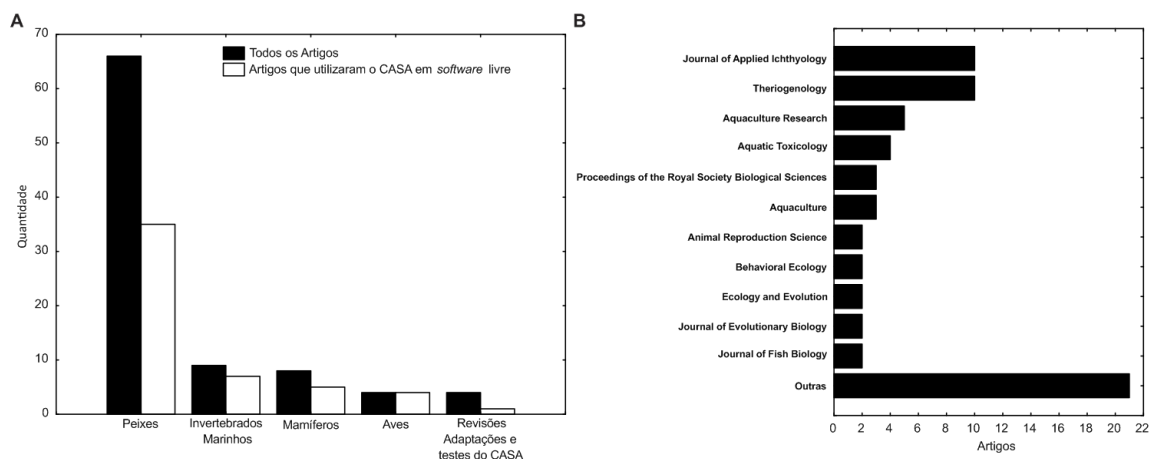 A
70
60
50
40
30
20
10
0
Quantidade
Todos os Artigos
Artigos que utilizaram o CASA em software livre
Peixes
Invertebrados
Marinhos
Mamíferos
Aves
Revisões
Adaptações e
testes do CASA
B
Journal of Applied Ichthyology
Theriogenology
Aquaculture Research
Aquatic Toxicology
Proceedings of the Royal Society Biological Sciences
Aquaculture
Animal Reproduction Science
Behavioral Ecology
Ecology and Evolution
Journal of Evolutionary Biology
Journal of Fish Biology
Outras
0 2 4 6 8 10 12 14 16 18 20 22
Artigos